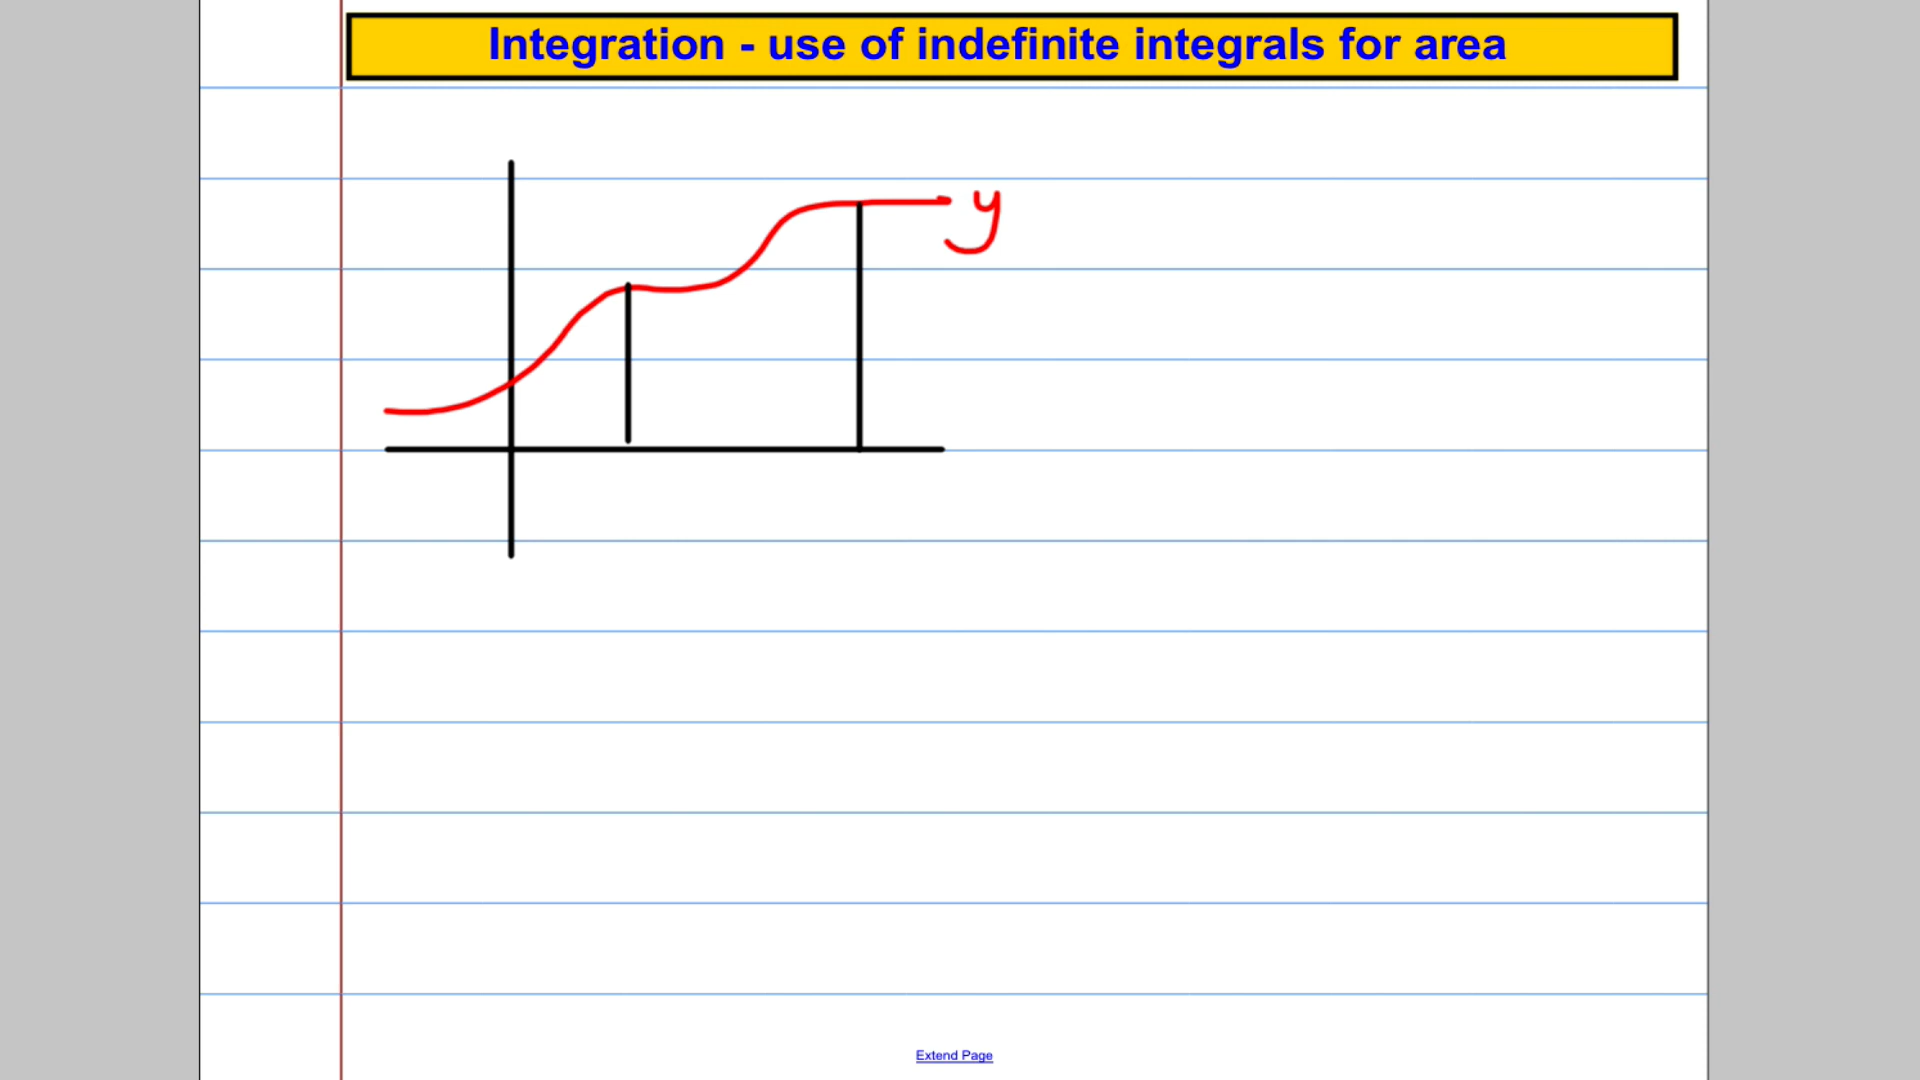 Integration - use of indefinite integrals for area
y
Extend Page